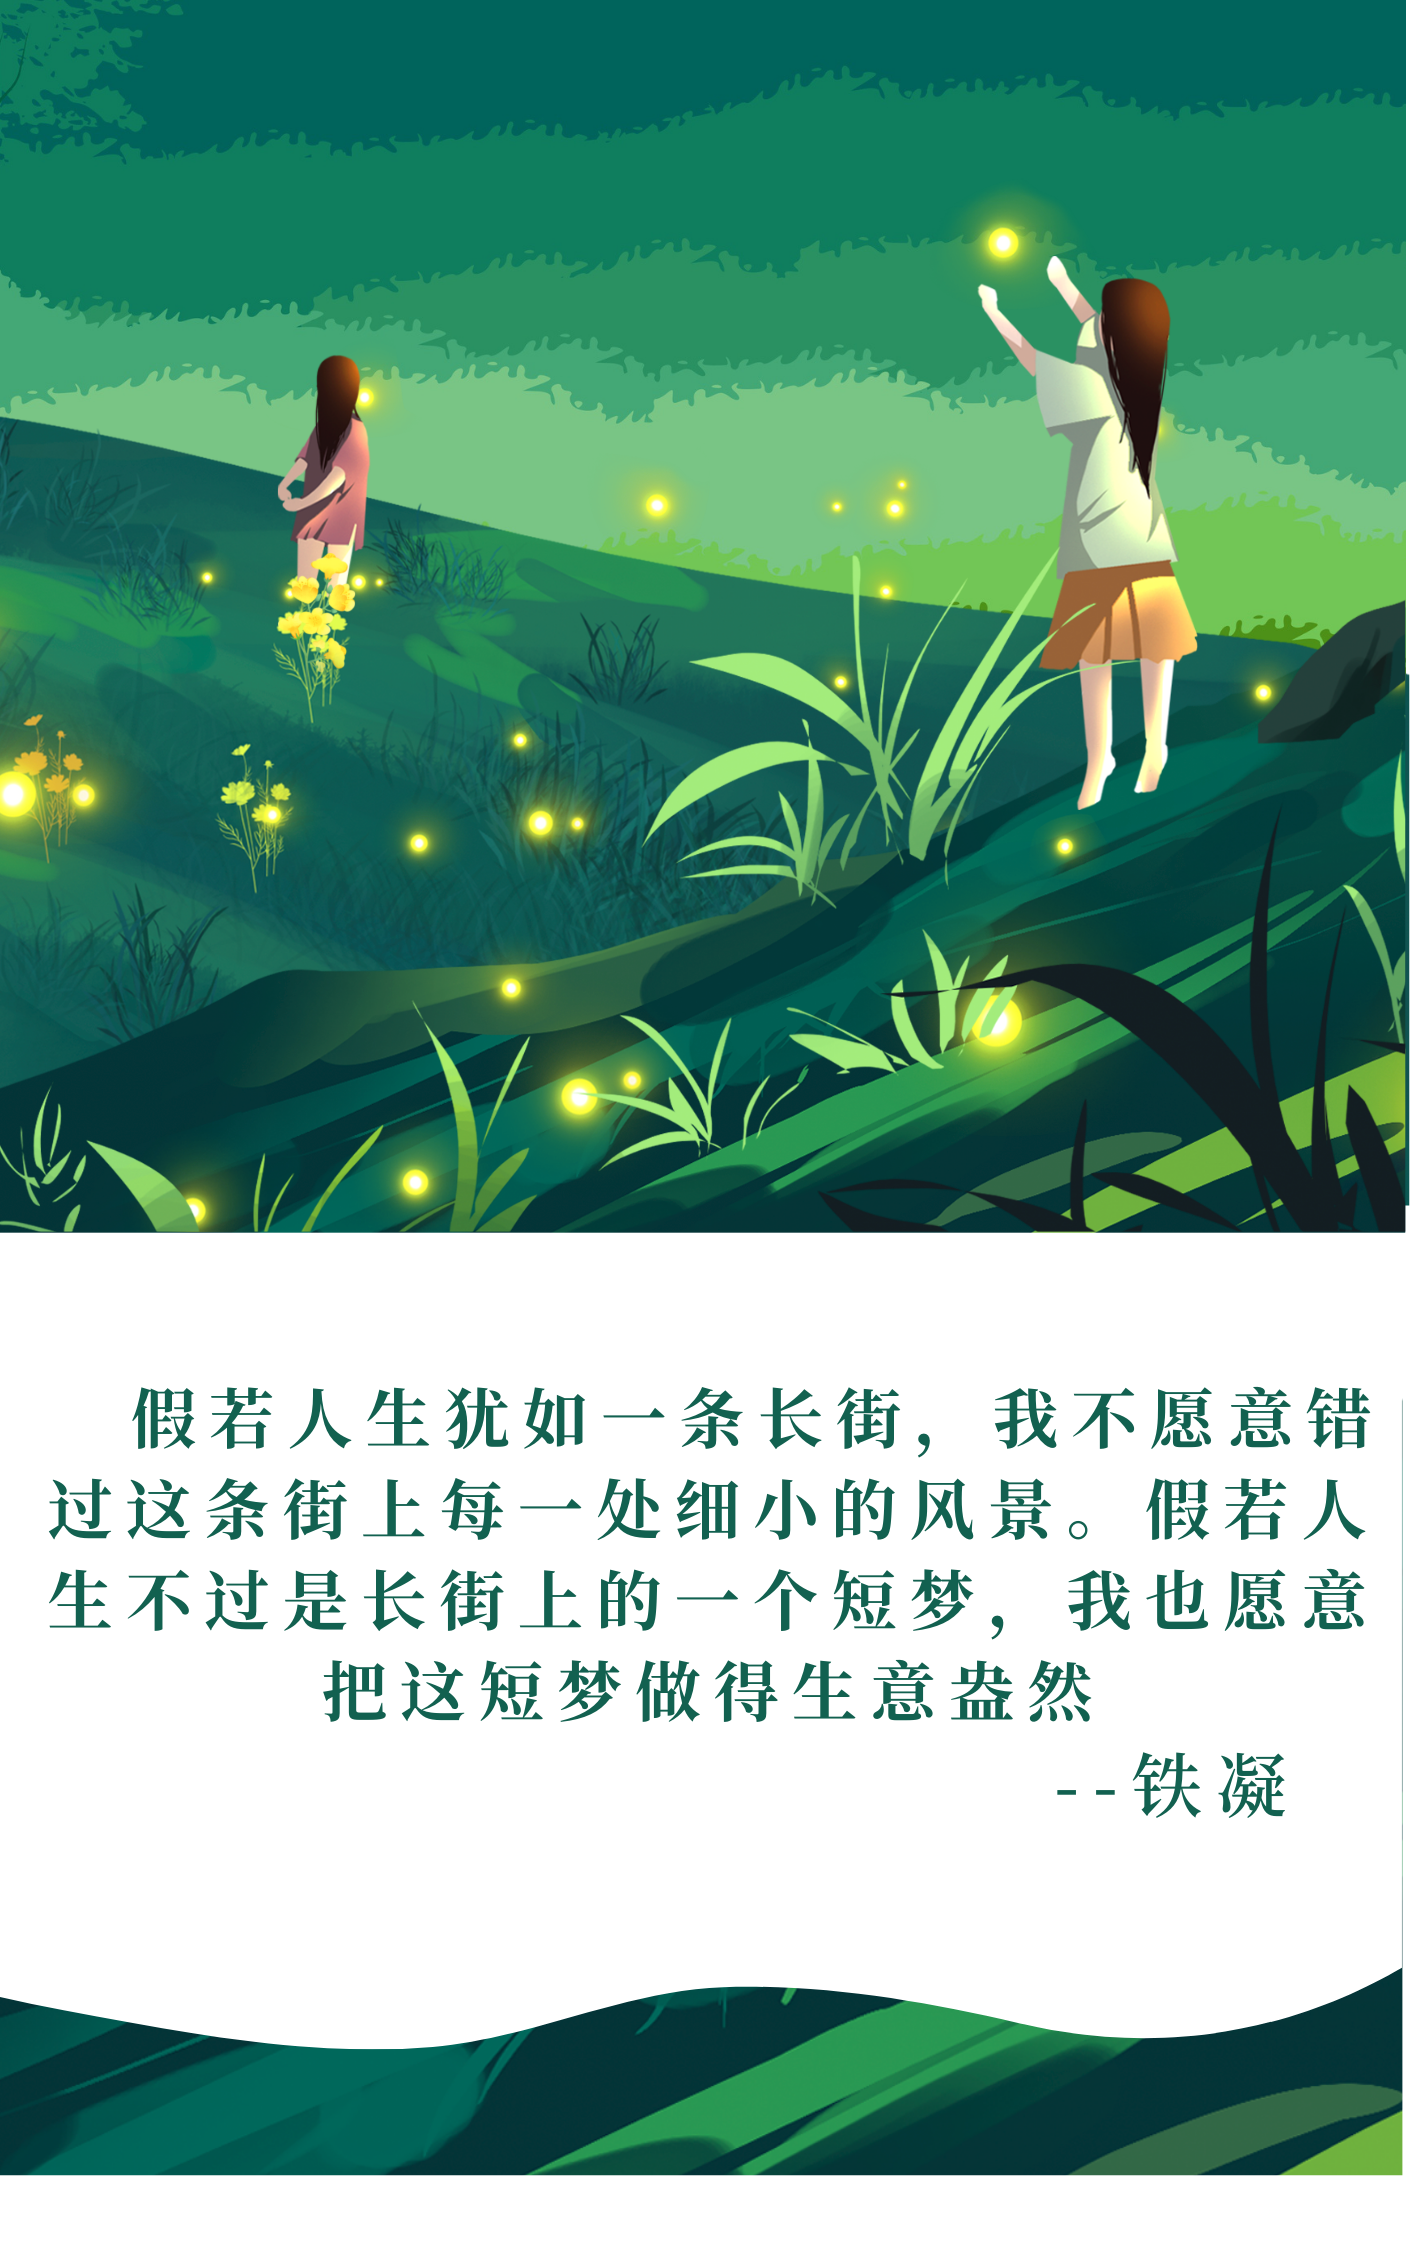 假若人生犹如一条长街，我不愿意错
过这条街上每一处细小的风景。假若人
生不过是长街上的一个短梦，我也愿意
把这短梦做得生意盎然
--铁凝